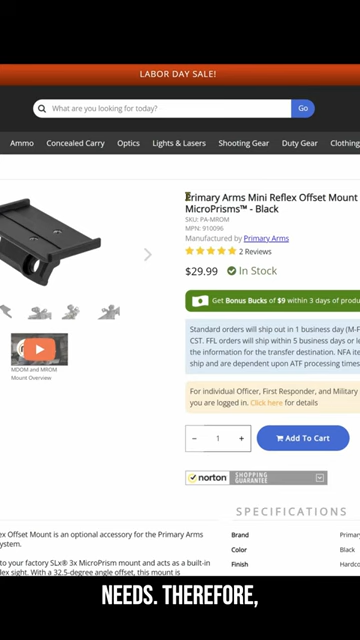 LABOR DAY SALE!
What are you looking for today?
Go
Ammo Concealed Carry Optics Lights & Lasers Shooting Gear Duty Gear Clothing
Primary Arms Mini Reflex Offset Mount
MicroPrisms™ - Black
SKU: PA-MROM
MPN: 910096
Manufactured by Primary Arms
2 Reviews
$29.99 In Stock
Get Bonus Bucks of $9 within 3 days of
Standard orders will ship out in 1 business day (M-F
CST. FFL orders will ship within 5 business days or
the information for the transfer destination. NFA
ship and are dependent upon ATF processing times
For individual Officer, First Responder, and Military
you are logged in. Click here for details
− 1 + Add To Cart
MDOM and MROM
Mount Overview
norton SHOPPING GUARANTEE
SPECIFICATIONS
Offset Mount is an optional accessory for the Primary Arms
Brand
to your factory SLx® 3x MicroPrism mount and acts as a built-in
Color Black
sight. With a 32.5-degree angle offset, this mount is
Finish
NEEDS. THEREFORE,